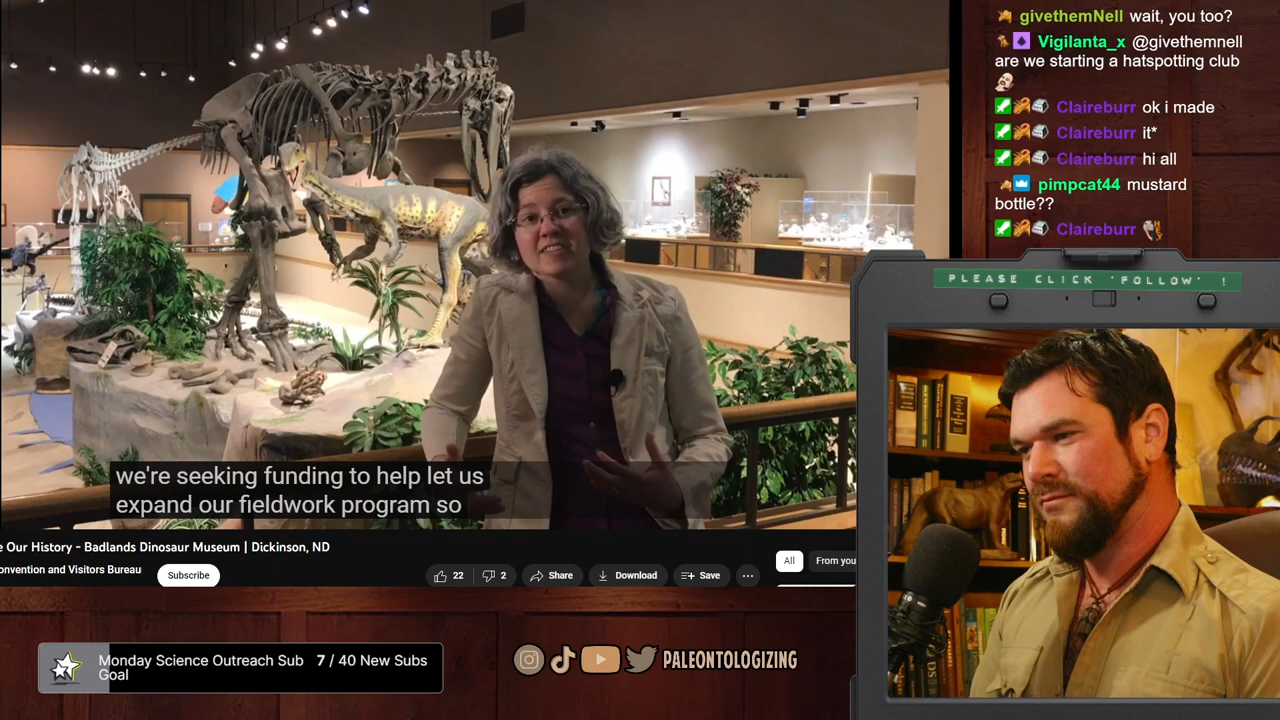 givethemNell wait, you too?
Vigilanta_x @givethemnell
are we starting a hatspotting club
Claireburr ok i made
Claireburr it*
Claireburr hi all
pimpcat44 mustard
bottle??
Claireburr
PLEASE CLICK "FOLLOW" !
we're seeking funding to help let us
expand our fieldwork program so
e Our History - Badlands Dinosaur Museum | Dickinson, ND
onvention and Visitors Bureau
Subscribe
22
2
Share
Download
Save
All
From you
Monday Science Outreach Sub
Goal
7 / 40 New Subs
PALEONTOLOGIZING